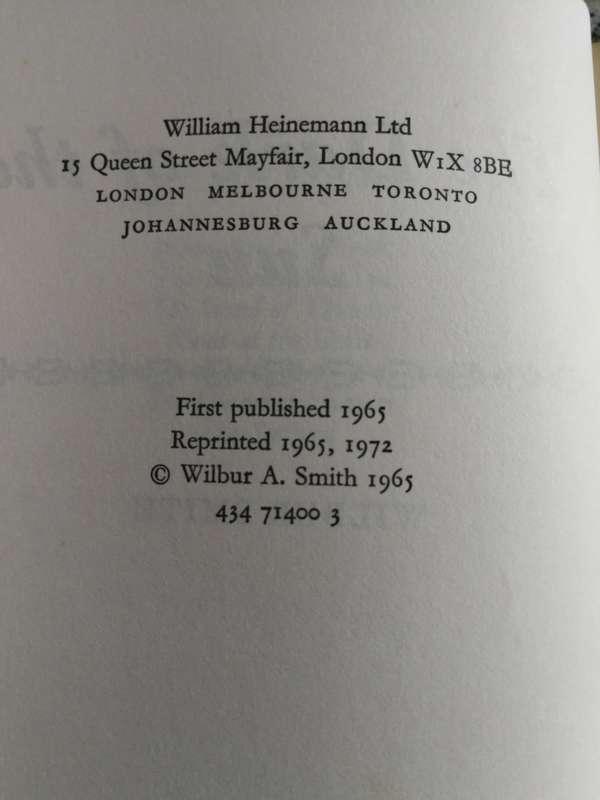 William Heinemann Ltd
15 Queen Street Mayfair, London W1X 8BE
LONDON MELBOURNE TORONTO
JOHANNESBURG AUCKLAND
First published 1965
Reprinted 1965, 1972
© Wilbur A. Smith 1965
434 71400 3